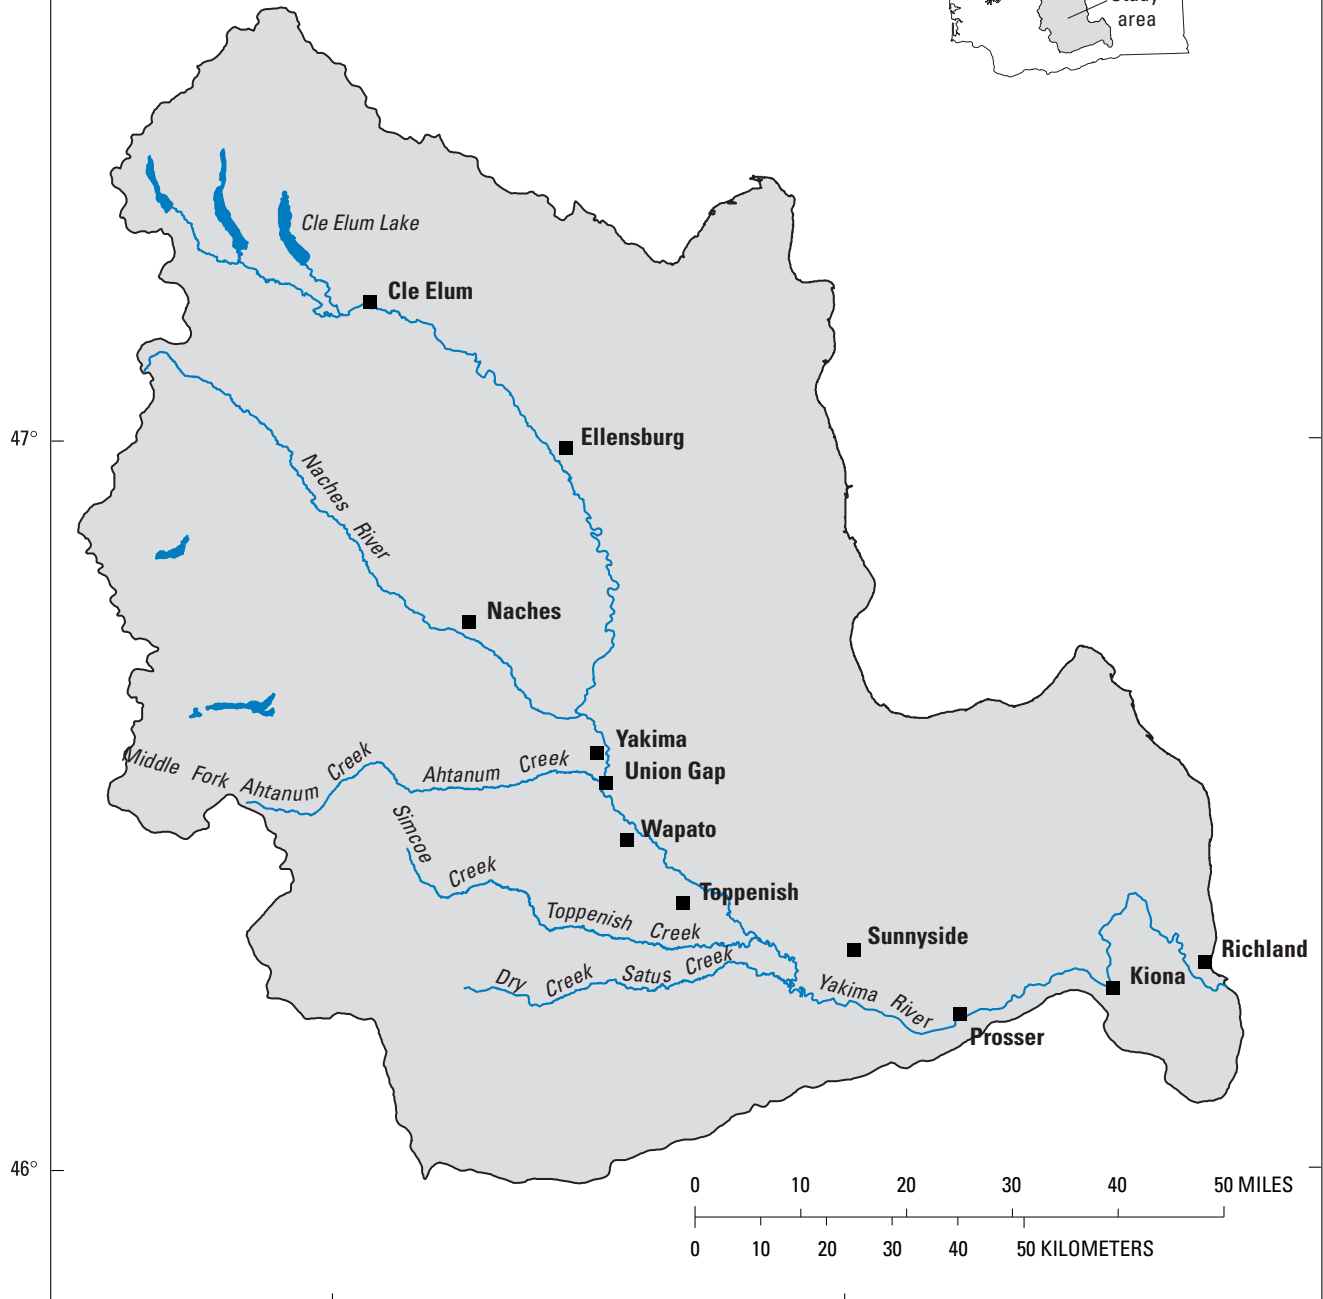 Study
area
Cle Elum Lake
Cle Elum
47°
Ellensburg
Naches River
Naches
Yakima
Union Gap
Middle Fork Ahtanum Creek
Ahtanum Creek
Wapato
Simcoe Creek
Toppenish
Toppenish Creek
Sunnyside
Richland
Dry Creek
Satus Creek
Kiona
Yakima River
Prosser
46°
0 10 20 30 40 50 MILES
0 10 20 30 40 50 KILOMETERS